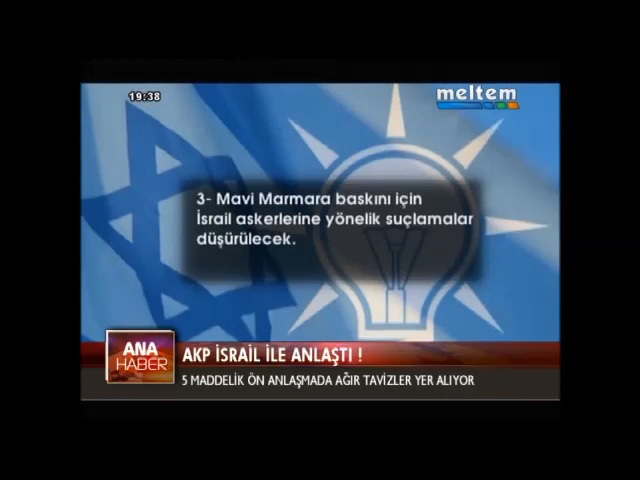 19:38
meltem
3- Mavi Marmara baskını için
İsrail askerlerine yönelik suçlamalar
düşürülecek.
ANA
HABER
AKP İSRAİL İLE ANLAŞTI !
5 MADDELİK ÖN ANLAŞMADA AĞIR TAVİZLER YER ALIYOR